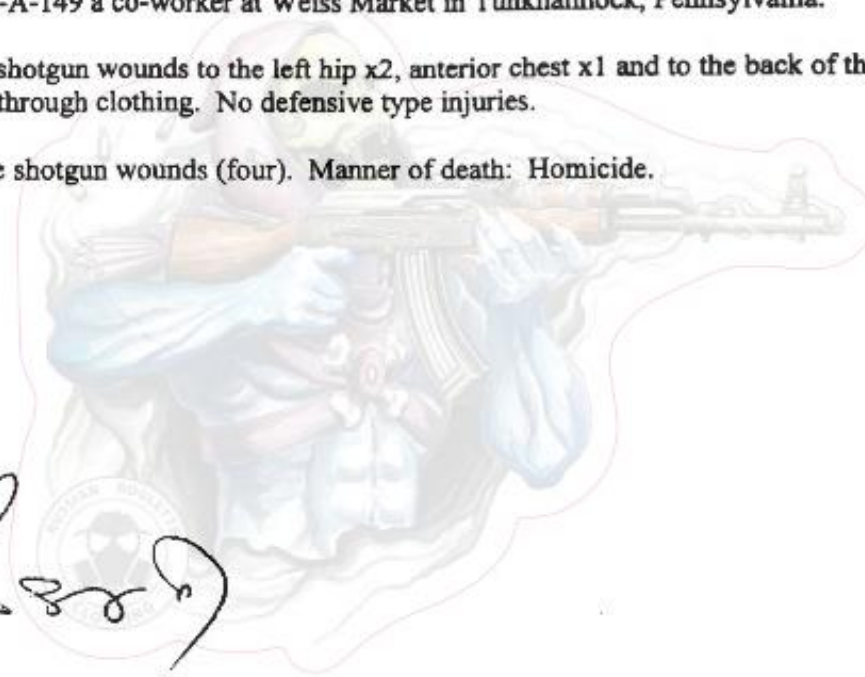 -A-149 a co-worker at Weiss Market in Tunkhannock, Pennsylvania.
shotgun wounds to the left hip x2, anterior chest x1 and to the back of th
through clothing. No defensive type injuries.
e shotgun wounds (four). Manner of death: Homicide.
CLOTHING